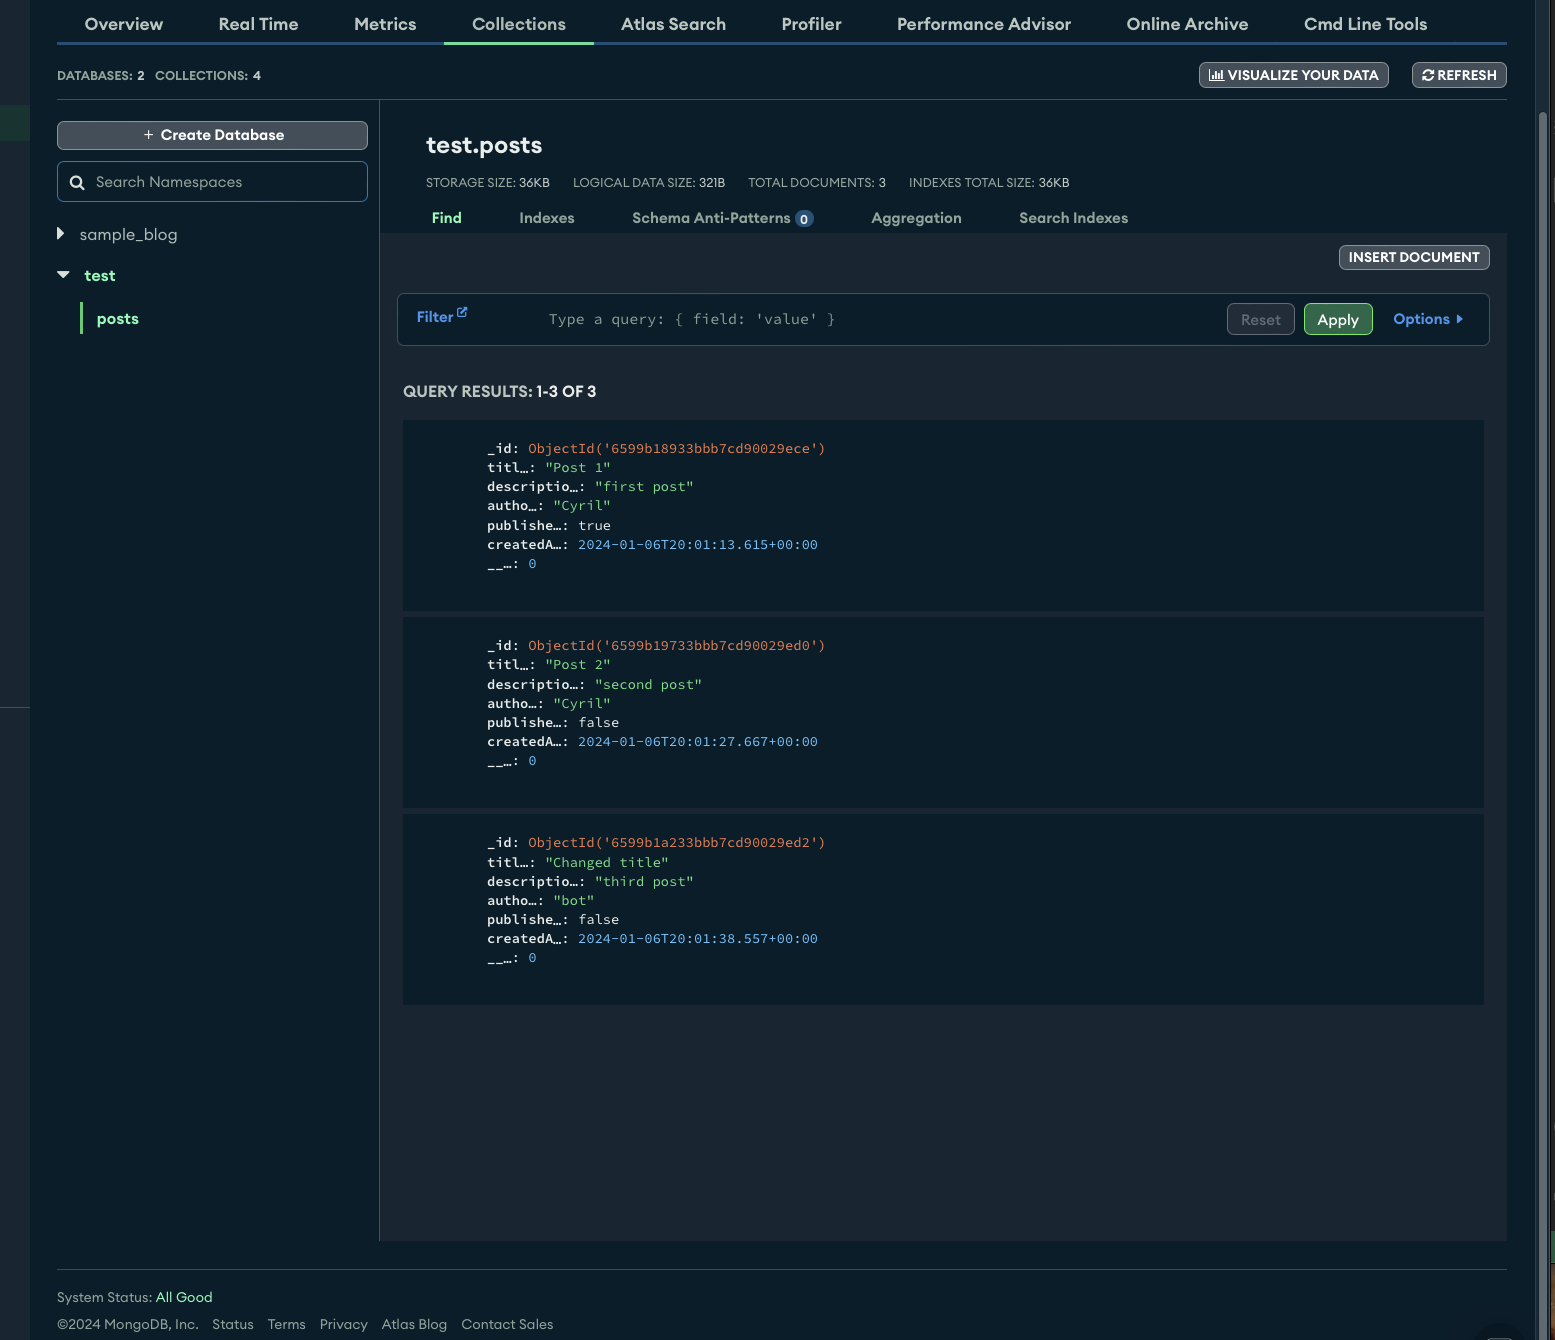 Overview Real Time Metrics Collections Atlas Search Profiler Performance Advisor Online Archive Cmd Line Tools
DATABASES: 2 COLLECTIONS: 4
VISUALIZE YOUR DATA
REFRESH
+ Create Database
Search Namespaces
sample_blog
test
posts
test.posts
STORAGE SIZE: 36KB LOGICAL DATA SIZE: 321B TOTAL DOCUMENTS: 3 INDEXES TOTAL SIZE: 36KB
Find Indexes Schema Anti-Patterns 0 Aggregation Search Indexes
INSERT DOCUMENT
Filter Type a query: { field: 'value' } Reset Apply Options
QUERY RESULTS: 1-3 OF 3
_id: ObjectId('6599b18933bbb7cd90029ece')
titl…: "Post 1"
descriptio…: "first post"
autho…: "Cyril"
publishe…: true
createdA…: 2024-01-06T20:01:13.615+00:00
__…: 0
_id: ObjectId('6599b19733bbb7cd90029ed0')
titl…: "Post 2"
descriptio…: "second post"
autho…: "Cyril"
publishe…: false
createdA…: 2024-01-06T20:01:27.667+00:00
__…: 0
_id: ObjectId('6599b1a233bbb7cd90029ed2')
titl…: "Changed title"
descriptio…: "third post"
autho…: "bot"
publishe…: false
createdA…: 2024-01-06T20:01:38.557+00:00
__…: 0
System Status: All Good
©2024 MongoDB, Inc. Status Terms Privacy Atlas Blog Contact Sales